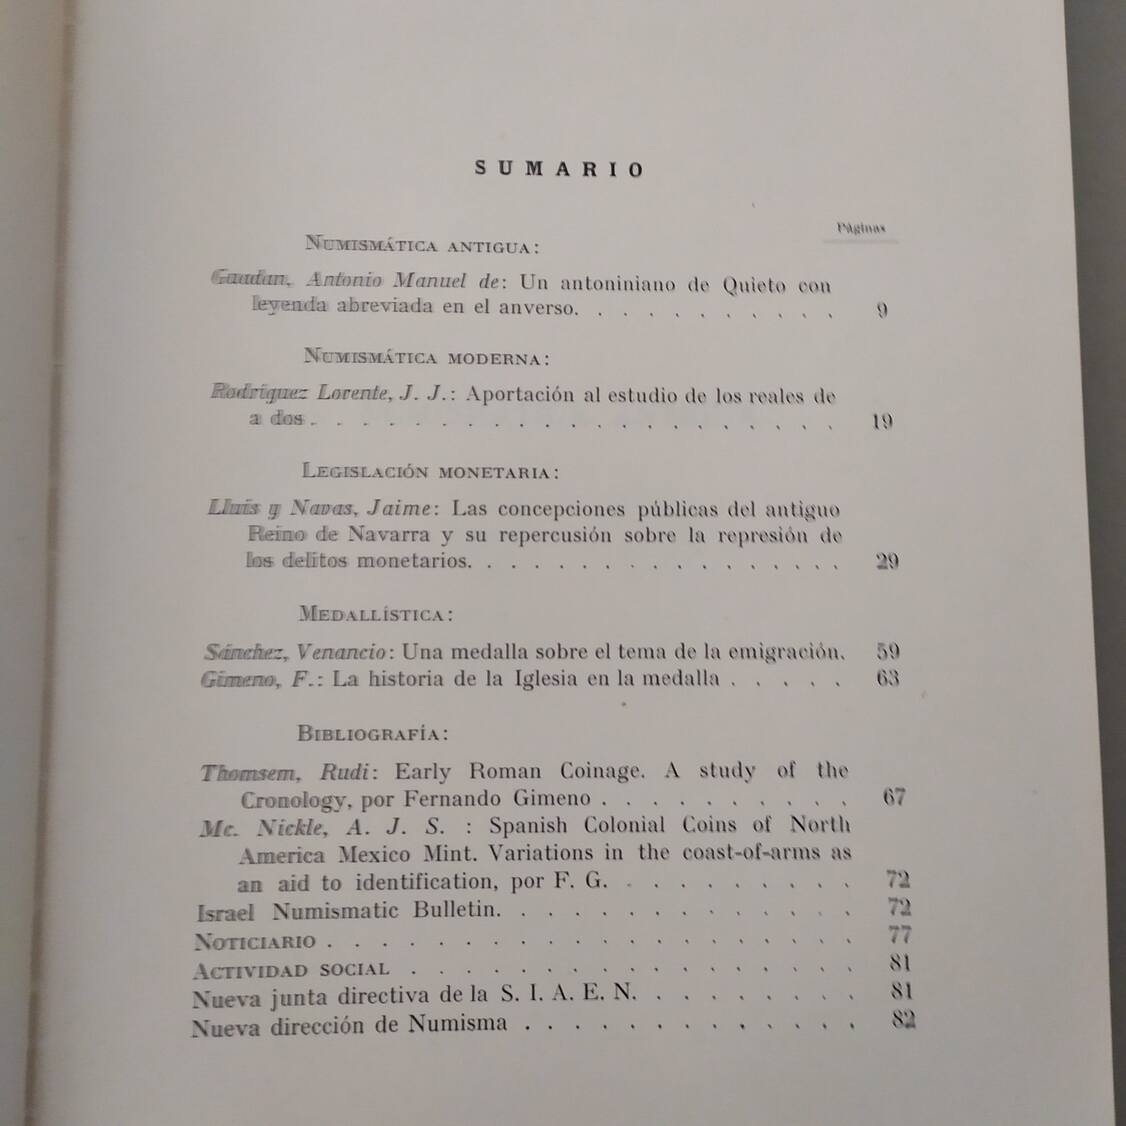 SUMARIO
Páginas
NUMISMÁTICA ANTIGUA:
Guadan, Antonio Manuel de: Un antoniniano de Quieto con
leyenda abreviada en el anverso. . . . . . . . . . . 9
NUMISMÁTICA MODERNA:
Rodríguez Lorente, J. J.: Aportación al estudio de los reales de
a dos . . . . . . . . . . . . . . . . . . . . . 19
LEGISLACIÓN MONETARIA:
Lluis y Navas, Jaime: Las concepciones públicas del antiguo
Reino de Navarra y su repercusión sobre la represión de
los delitos monetarios. . . . . . . . . . . . . . . . 29
MEDALLÍSTICA:
Sánchez, Venancio: Una medalla sobre el tema de la emigración. 59
Gimeno, F.: La historia de la Iglesia en la medalla . . . . . 63
BIBLIOGRAFÍA:
Thomsem, Rudi: Early Roman Coinage. A study of the
Cronology, por Fernando Gimeno . . . . . . . . . . 67
Mc. Nickle, A. J. S. : Spanish Colonial Coins of North
America Mexico Mint. Variations in the coast-of-arms as
an aid to identification, por F. G. . . . . . . . . . 72
Israel Numismatic Bulletin. . . . . . . . . . . . . . 72
NOTICIARIO . . . . . . . . . . . . . . . . . . . . 77
ACTIVIDAD SOCIAL . . . . . . . . . . . . . . . . . 81
Nueva junta directiva de la S. I. A. E. N. . . . . . . . . 81
Nueva dirección de Numisma . . . . . . . . . . . . . 82